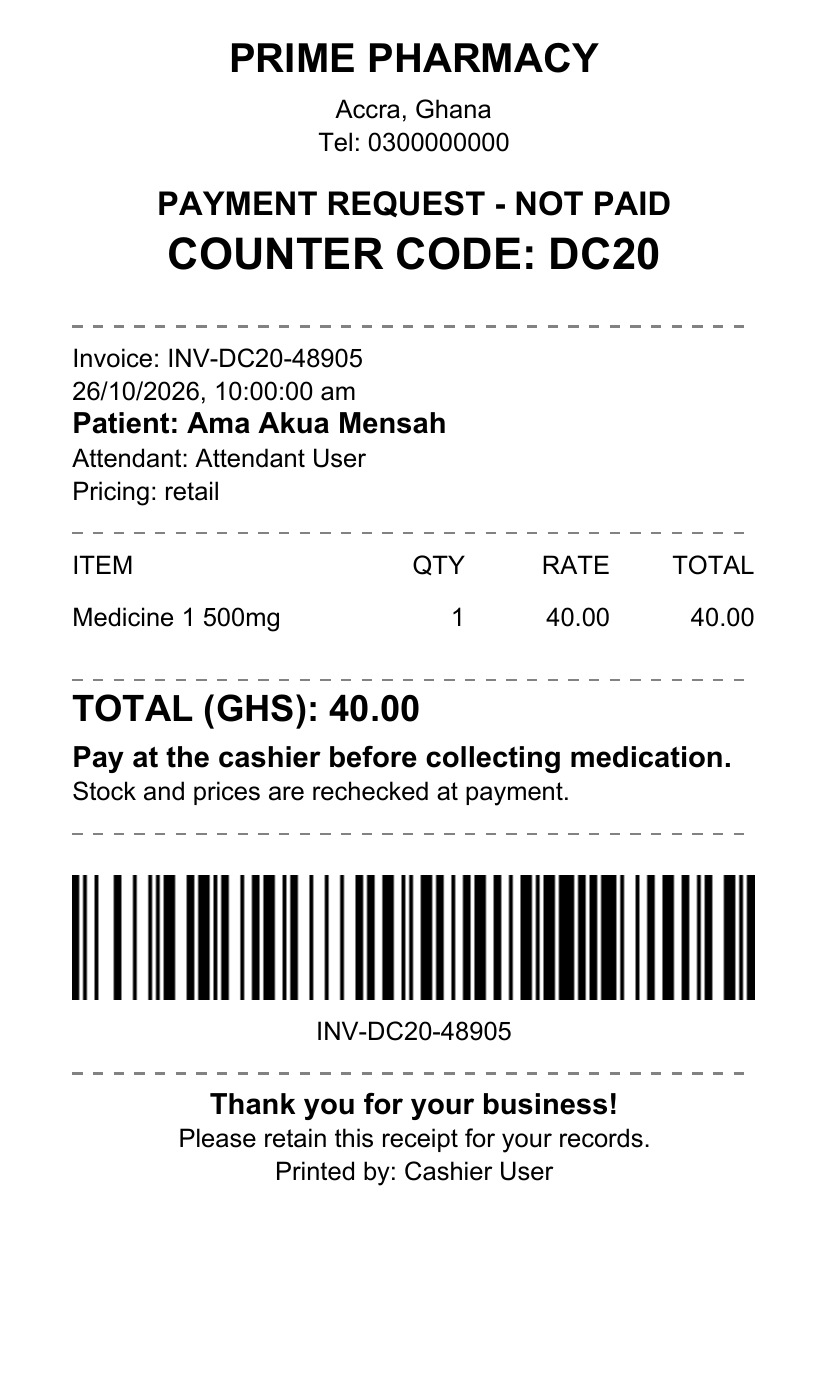 PRIME PHARMACY
Accra, Ghana
Tel: 0300000000
PAYMENT REQUEST - NOT PAID
COUNTER CODE: DC20
Invoice: INV-DC20-48905
26/10/2026, 10:00:00 am
Patient: Ama Akua Mensah
Attendant: Attendant User
Pricing: retail
ITEM QTY RATE TOTAL
Medicine 1 500mg 1 40.00 40.00
TOTAL (GHS): 40.00
Pay at the cashier before collecting medication.
Stock and prices are rechecked at payment.
INV-DC20-48905
Thank you for your business!
Please retain this receipt for your records.
Printed by: Cashier User